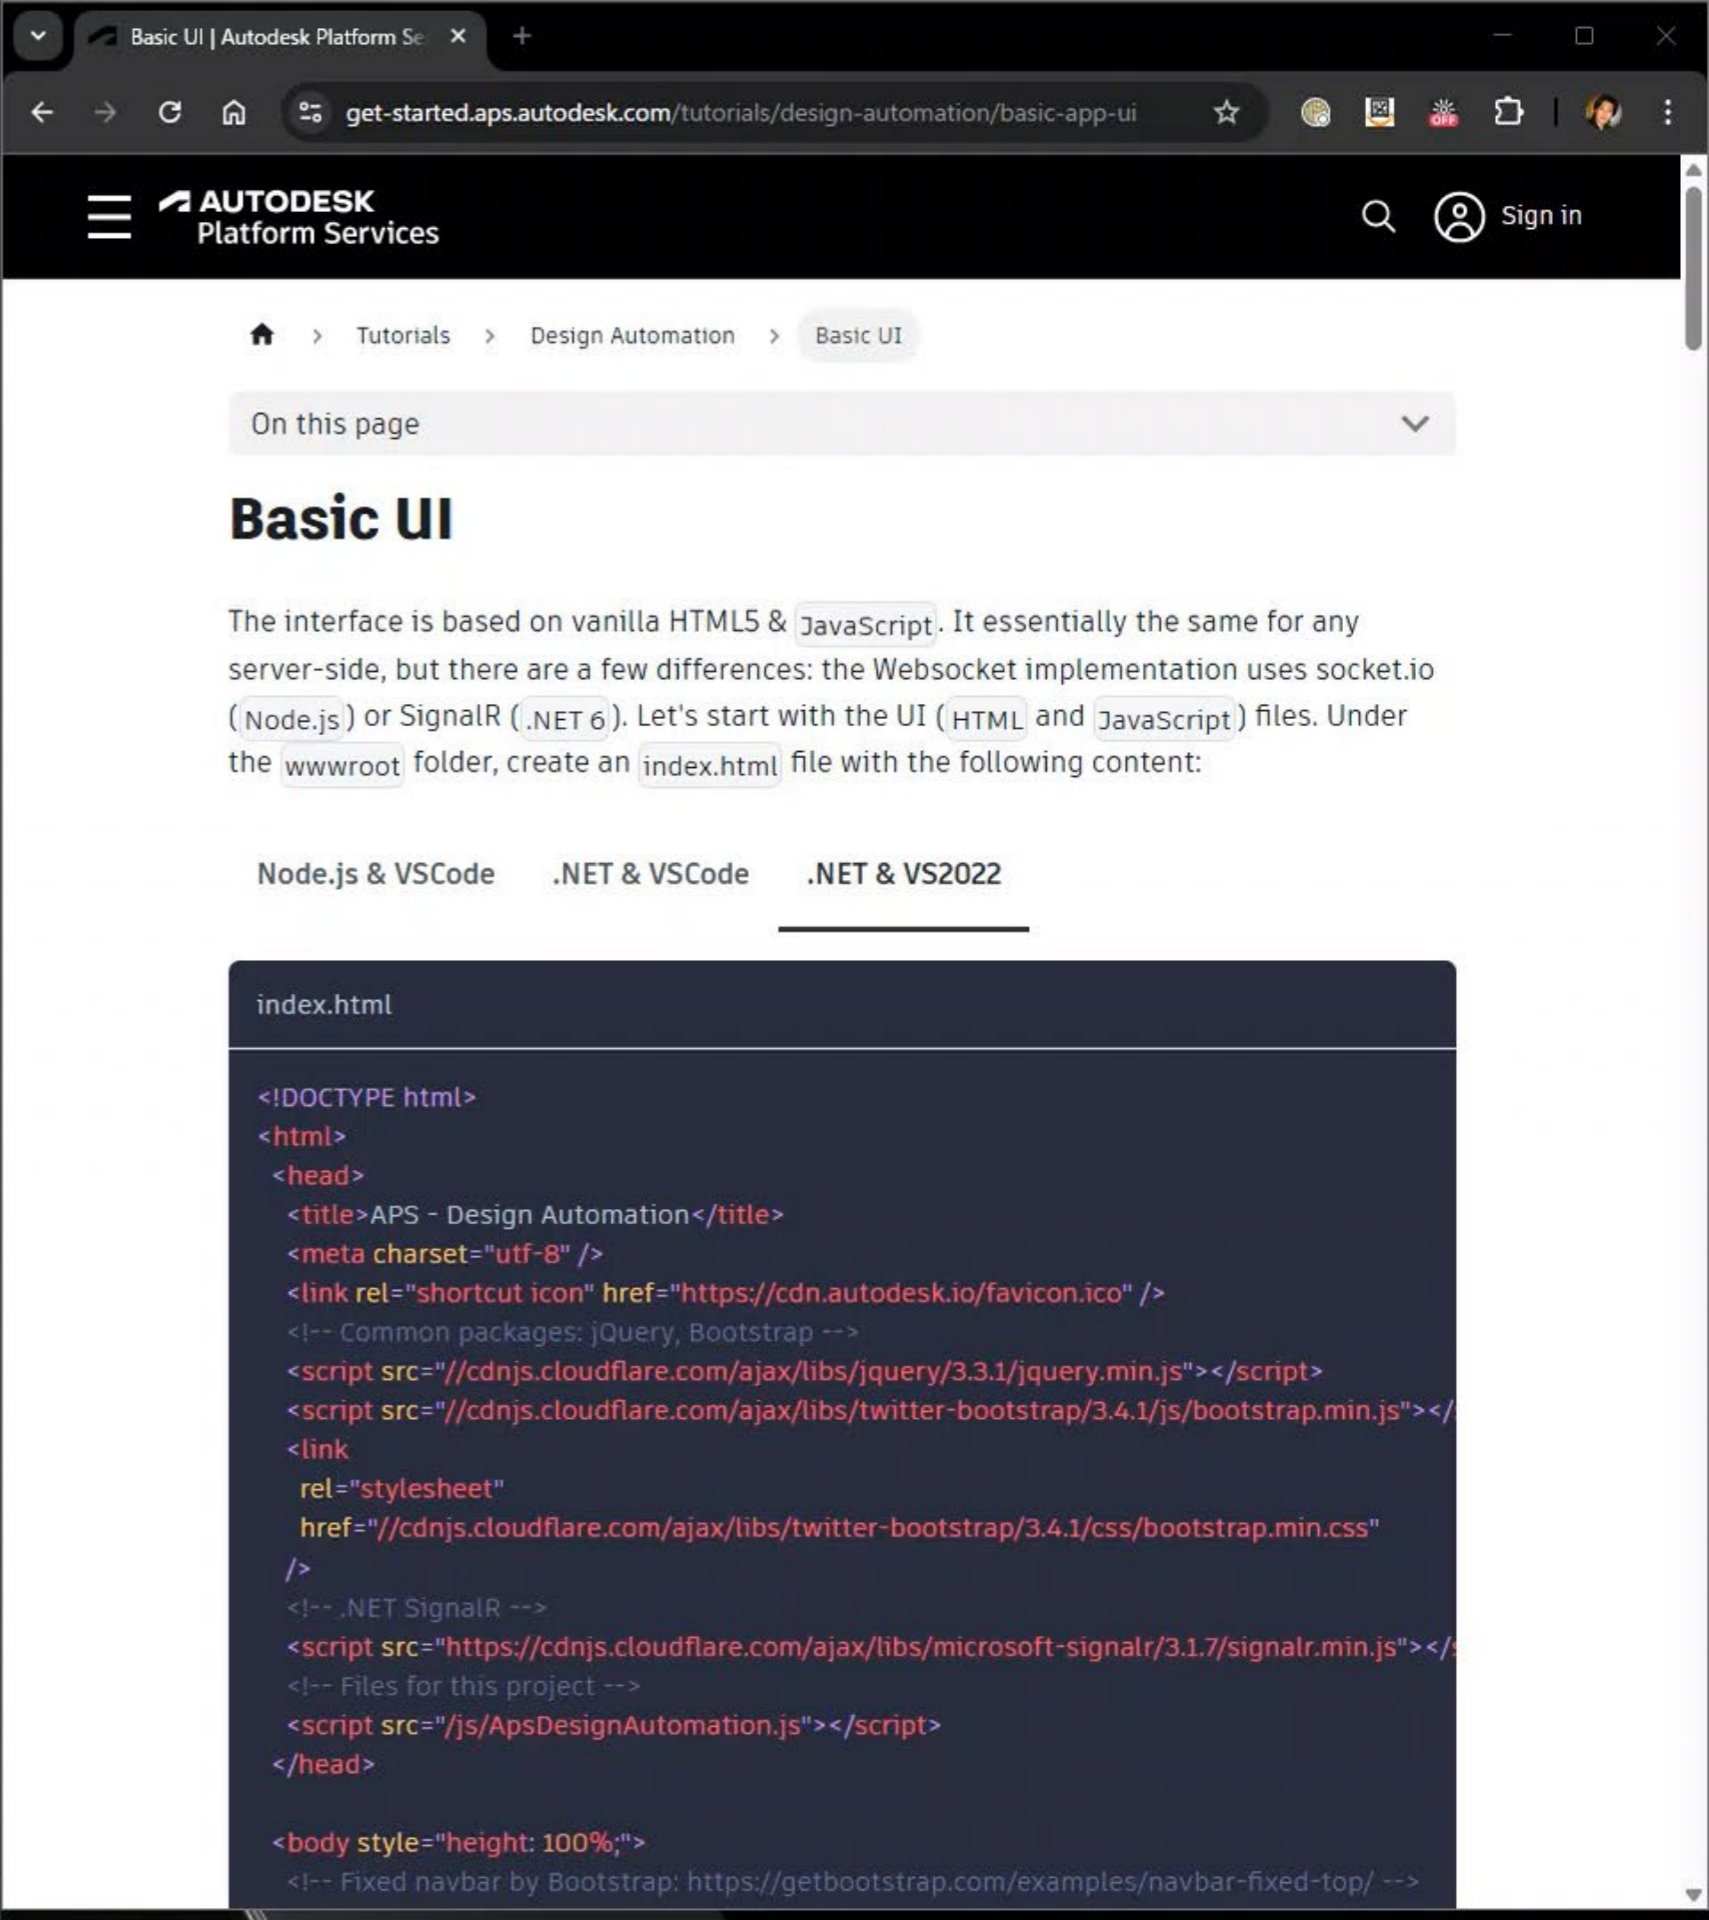 Basic UI | Autodesk Platform Se
get-started.aps.autodesk.com/tutorials/design-automation/basic-app-ui
OFF
AUTODESK
Platform Services
Sign in
Tutorials > Design Automation > Basic UI
On this page
Basic UI
The interface is based on vanilla HTML5 & JavaScript. It essentially the same for any
server-side, but there are a few differences: the Websocket implementation uses socket.io
(Node.js) or SignalR (.NET 6). Let's start with the UI (HTML and JavaScript) files. Under
the wwwroot folder, create an index.html file with the following content:
Node.js & VSCode .NET & VSCode .NET & VS2022
index.html
<!DOCTYPE html>
<html>
<head>
<title>APS - Design Automation</title>
<meta charset="utf-8" />
<link rel="shortcut icon" href="https://cdn.autodesk.io/favicon.ico" />
<!-- Common packages: jQuery, Bootstrap -->
<script src="//cdnjs.cloudflare.com/ajax/libs/jquery/3.3.1/jquery.min.js"></script>
<script src="//cdnjs.cloudflare.com/ajax/libs/twitter-bootstrap/3.4.1/js/bootstrap.min.js"></
<link
rel="stylesheet"
href="//cdnjs.cloudflare.com/ajax/libs/twitter-bootstrap/3.4.1/css/bootstrap.min.css"
/>
<!-- .NET SignalR -->
<script src="https://cdnjs.cloudflare.com/ajax/libs/microsoft-signalr/3.1.7/signalr.min.js"></
<!-- Files for this project -->
<script src="/js/ApsDesignAutomation.js"></script>
</head>
<body style="height: 100%;">
<!-- Fixed navbar by Bootstrap: https://getbootstrap.com/examples/navbar-fixed-top/ -->